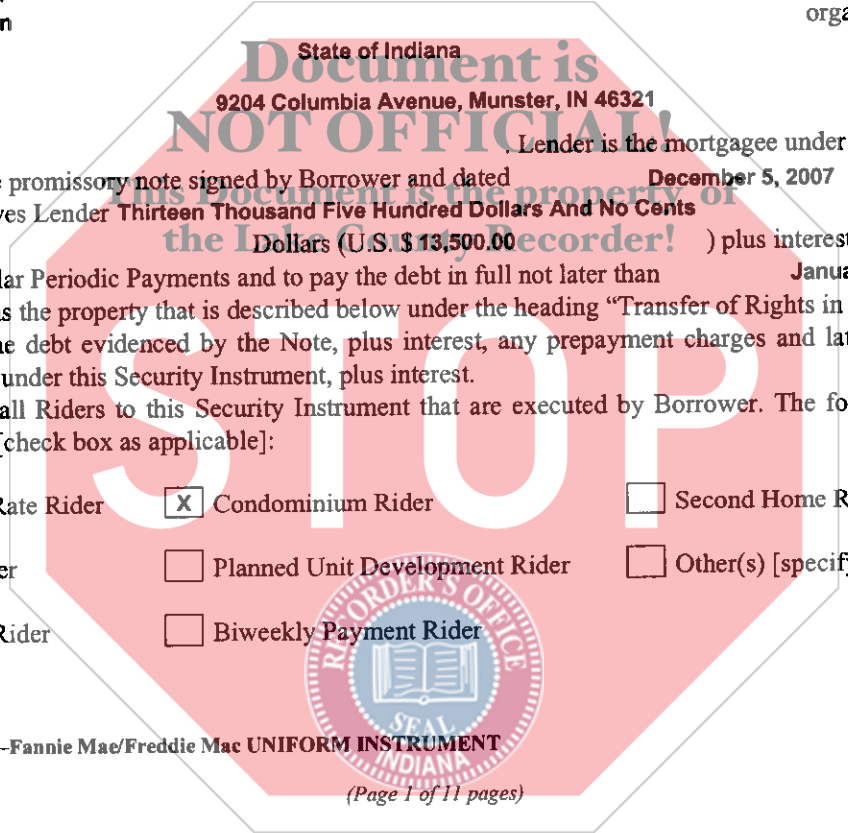 n
orga
State of Indiana
9204 Columbia Avenue, Munster, IN 46321
. Lender is the mortgagee under
promissory note signed by Borrower and dated December 5, 2007
es Lender Thirteen Thousand Five Hundred Dollars And No Cents
Dollars (U.S. $ 13,500.00 ) plus interest
lar Periodic Payments and to pay the debt in full not later than Janua
s the property that is described below under the heading “Transfer of Rights in
e debt evidenced by the Note, plus interest, any prepayment charges and lat
under this Security Instrument, plus interest.
all Riders to this Security Instrument that are executed by Borrower. The fo
[check box as applicable]:
Rate Rider X Condominium Rider Second Home R
er Planned Unit Development Rider Other(s) [specify
Rider Biweekly Payment Rider
–Fannie Mae/Freddie Mac UNIFORM INSTRUMENT
(Page 1 of 11 pages)
Document is
NOT OFFICIAL!
This Document is the property of
the Lake County Recorder!
STOP
RECORDER'S OFFICE
SEAL
INDIANA